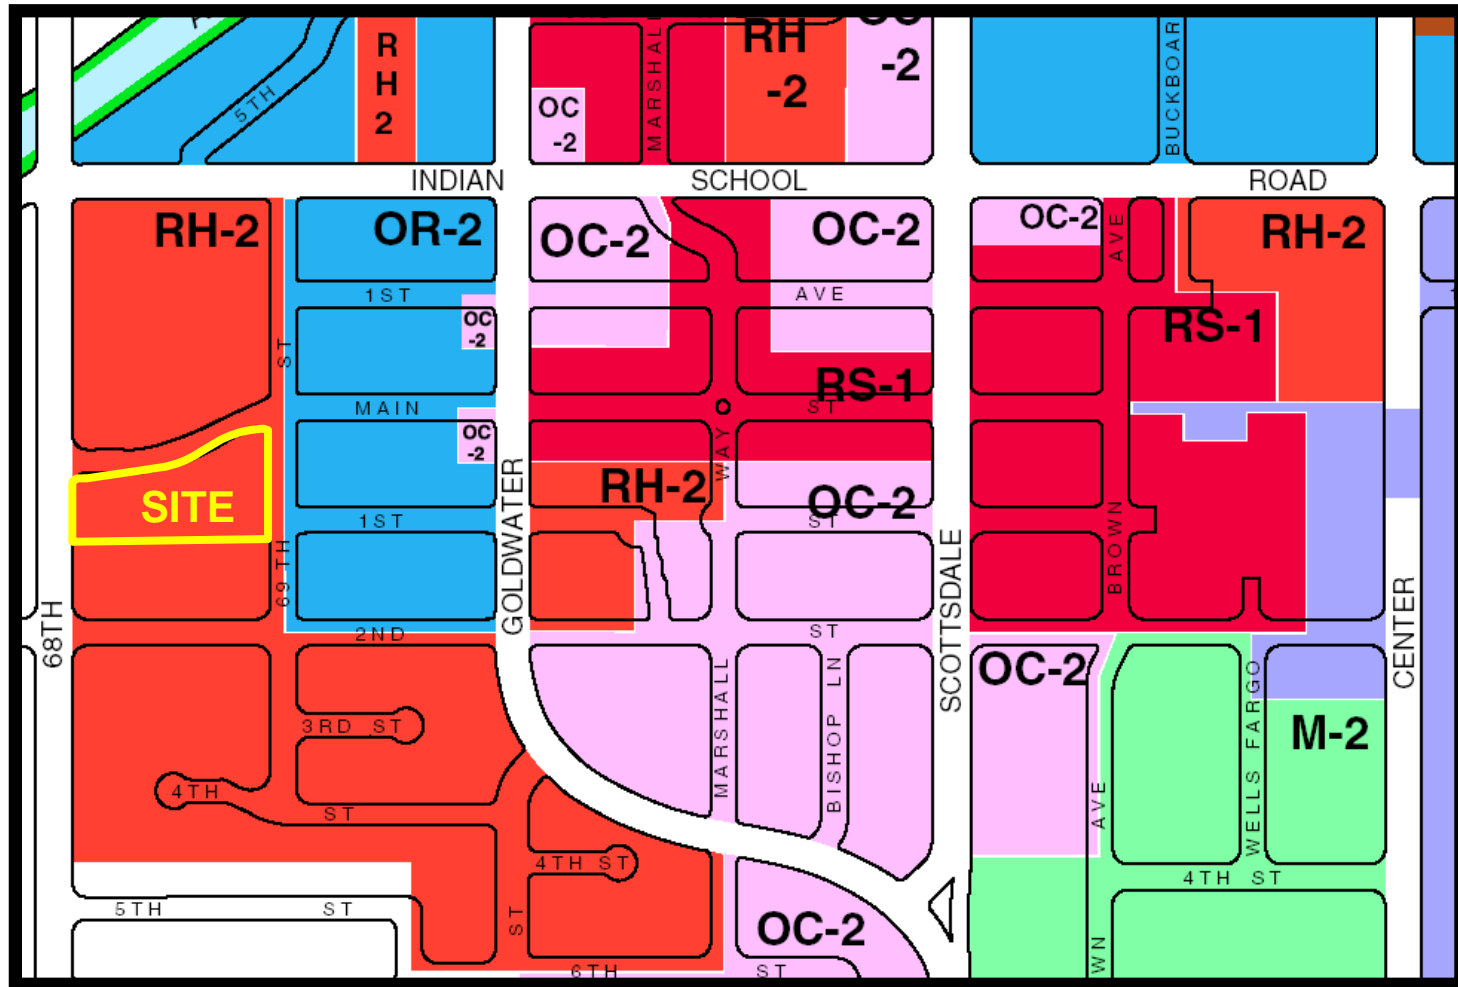 R
H
2
5TH
MARSHALL
RH
-2
-2
OC
-2
BUCKBOAR
INDIAN SCHOOL ROAD
RH-2
OR-2
OC-2
OC-2
OC-2
AVE
RH-2
1ST
AVE
OC
-2
ST
RS-1
RS-1
MAIN
ST
OC
-2
WAY
SITE
RH-2
OC-2
1ST
ST
GOLDWATER
BROWN
69TH
SCOTTSDALE
68TH
CENTER
2ND
ST
OC-2
MARSHALL
BISHOP LN
WELLS FARGO
M-2
3RD ST
4TH
ST
AVE
4TH ST
4TH ST
5TH
ST
ST
OC-2
WN
6TH
ST